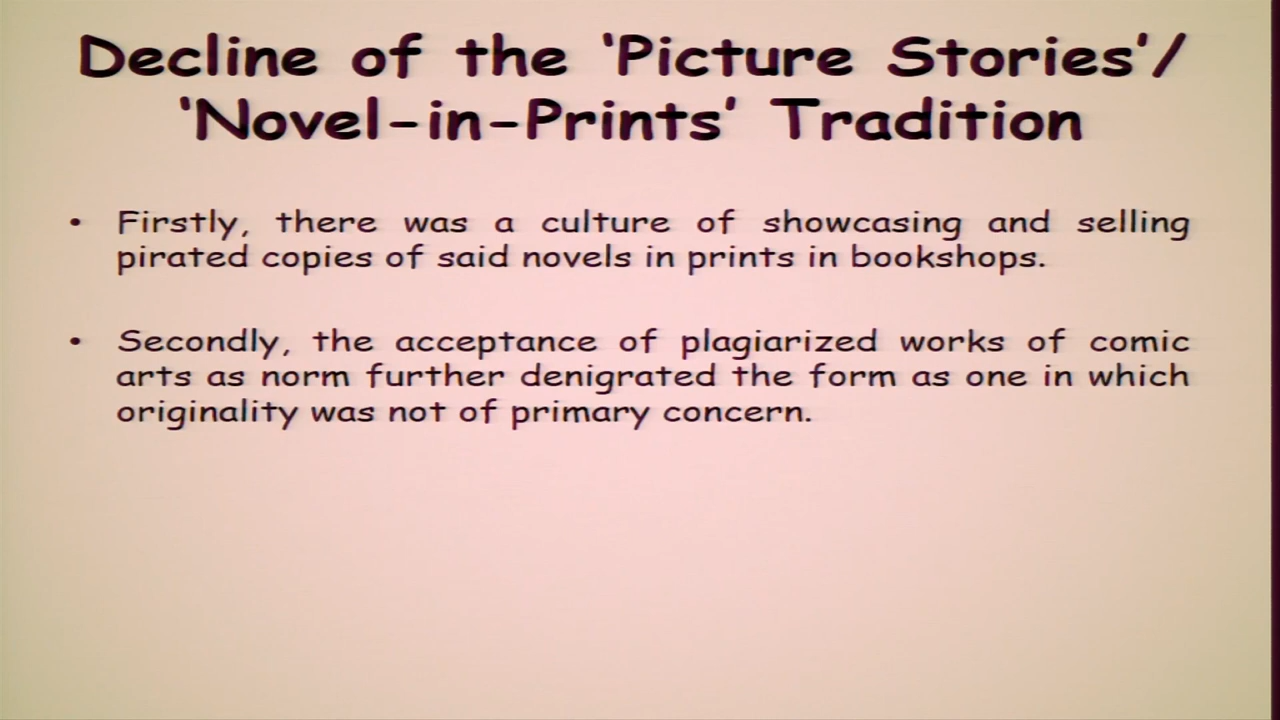 Decline of the 'Picture Stories'/
'Novel-in-Prints' Tradition
• Firstly, there was a culture of showcasing and selling
pirated copies of said novels in prints in bookshops.
• Secondly, the acceptance of plagiarized works of comic
arts as norm further denigrated the form as one in which
originality was not of primary concern.